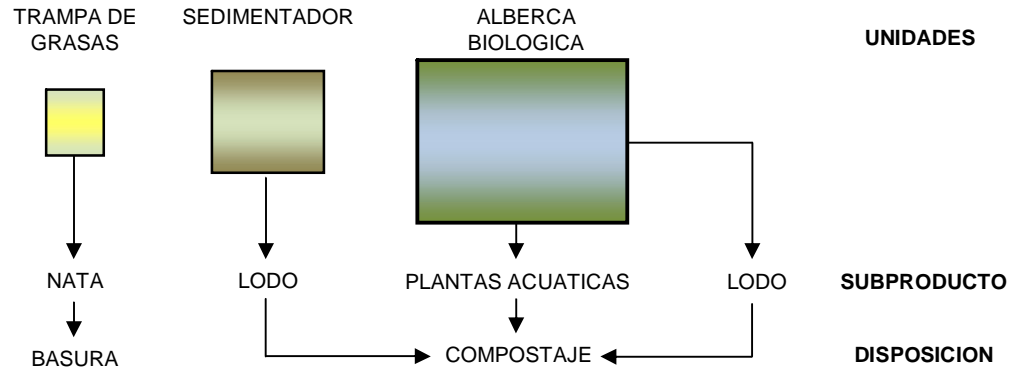 TRAMPA DE
GRASAS
SEDIMENTADOR
ALBERCA
BIOLOGICA
UNIDADES
NATA
LODO
PLANTAS ACUATICAS
LODO
SUBPRODUCTO
BASURA
COMPOSTAJE
DISPOSICION